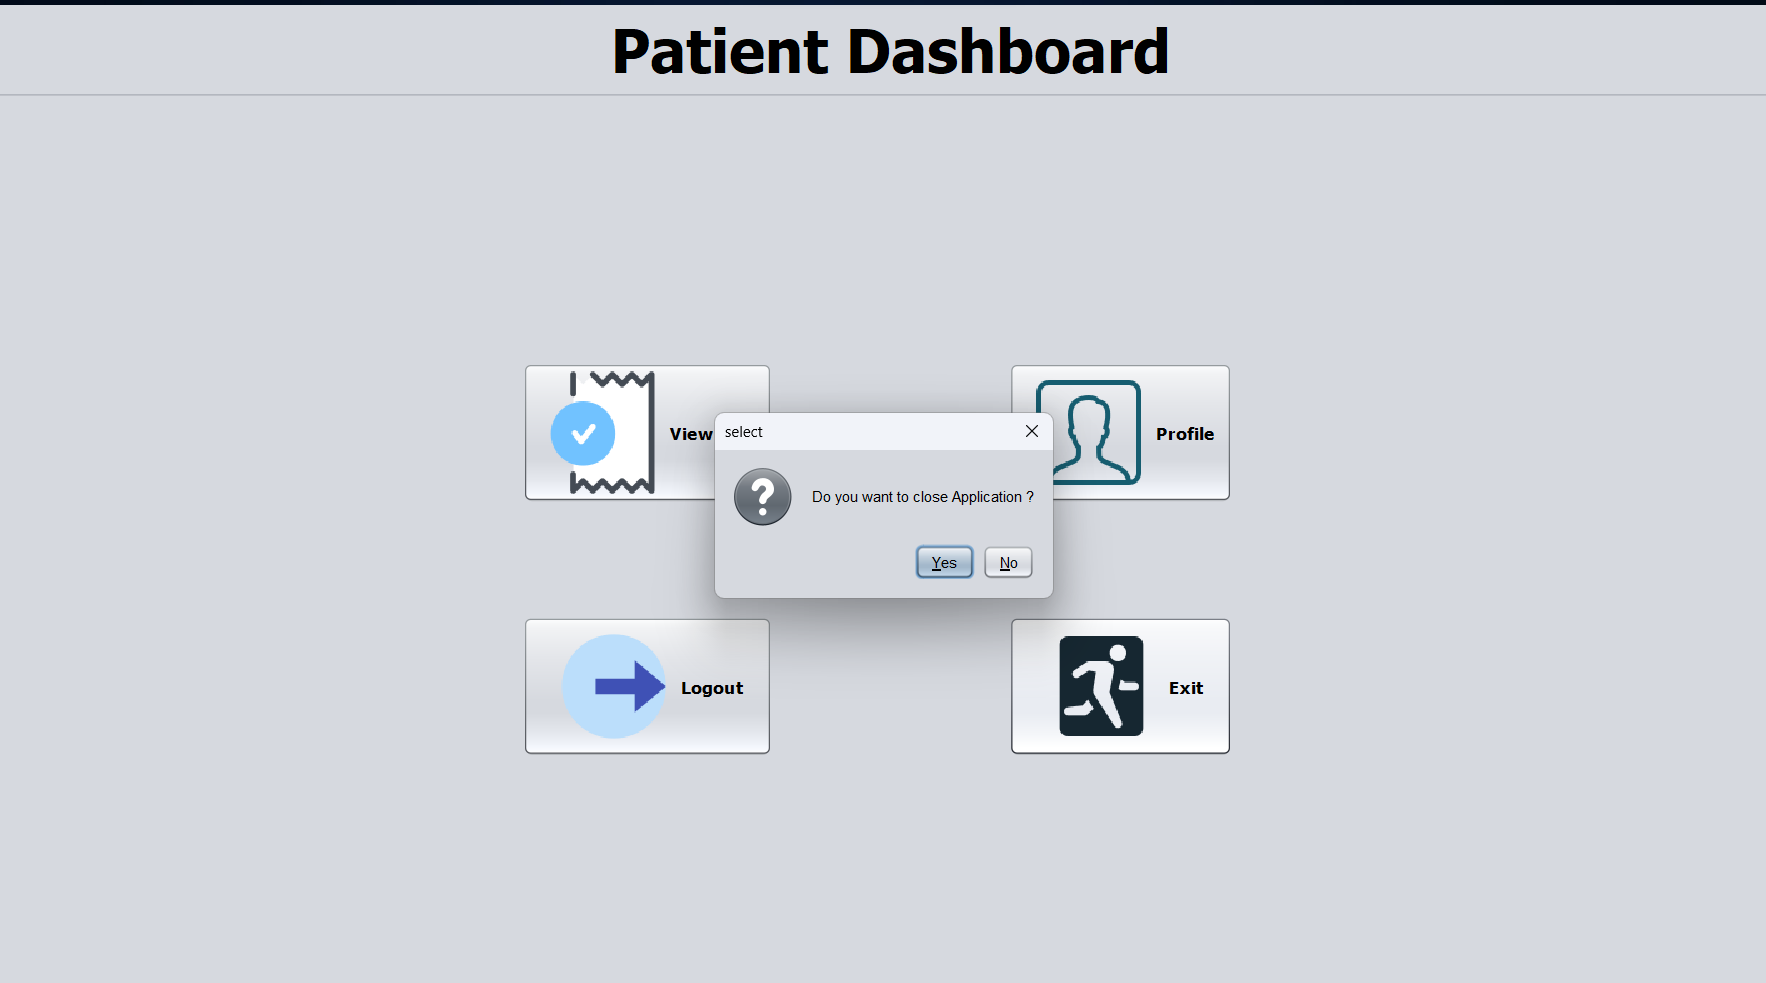 Patient Dashboard
View
Profile
select
Do you want to close Application ?
Yes
No
Logout
Exit